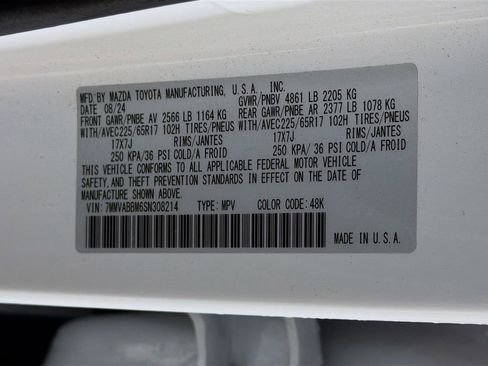 MFD. BY MAZDA TOYOTA MANUFACTURING, U.S.A., INC.
DATE 08/24 GVWR/PNBV 4861 LB 2205 KG
FRONT GAWR/PNBE AV 2566 LB 1164 KG REAR GAWR/PNBE AR 2377 LB 1078 KG
WITH/AVEC225/65R17 102H TIRES/PNEUS WITH/AVEC225/65R17 102H TIRES/PNEUS
17X7J RIMS/JANTES 17X7J RIMS/JANTES
250 KPA/36 PSI COLD/A FROID 250 KPA/36 PSI COLD/A FROID
THIS VEHICLE CONFORMS TO ALL APPLICABLE FEDERAL MOTOR VEHICLE
SAFETY, AND THEFT PREVENTION STANDARDS IN EFFECT ON THE DATE OF
MANUFACTURE SHOWN ABOVE.
VIN: 7MMVABBM6SN308214 TYPE: MPV COLOR CODE: 48K
MADE IN U.S.A.